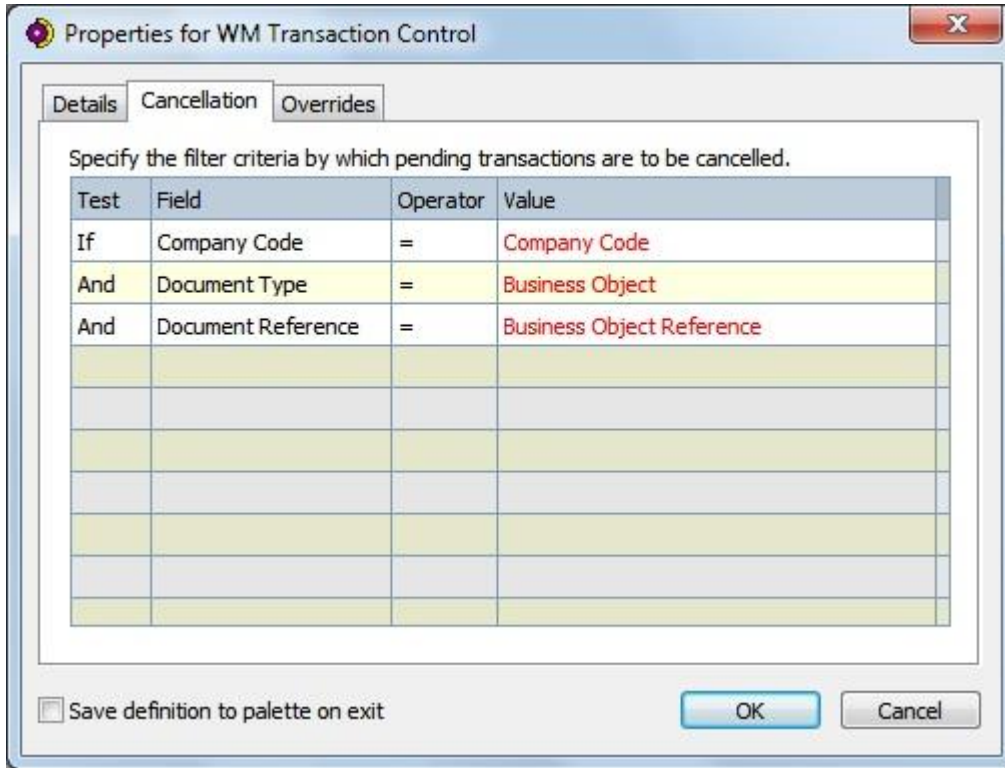 Properties for WM Transaction Control
Details Cancellation Overrides
Specify the filter criteria by which pending transactions are to be cancelled.
Test Field Operator Value
If Company Code = Company Code
And Document Type = Business Object
And Document Reference = Business Object Reference
Save definition to palette on exit OK Cancel